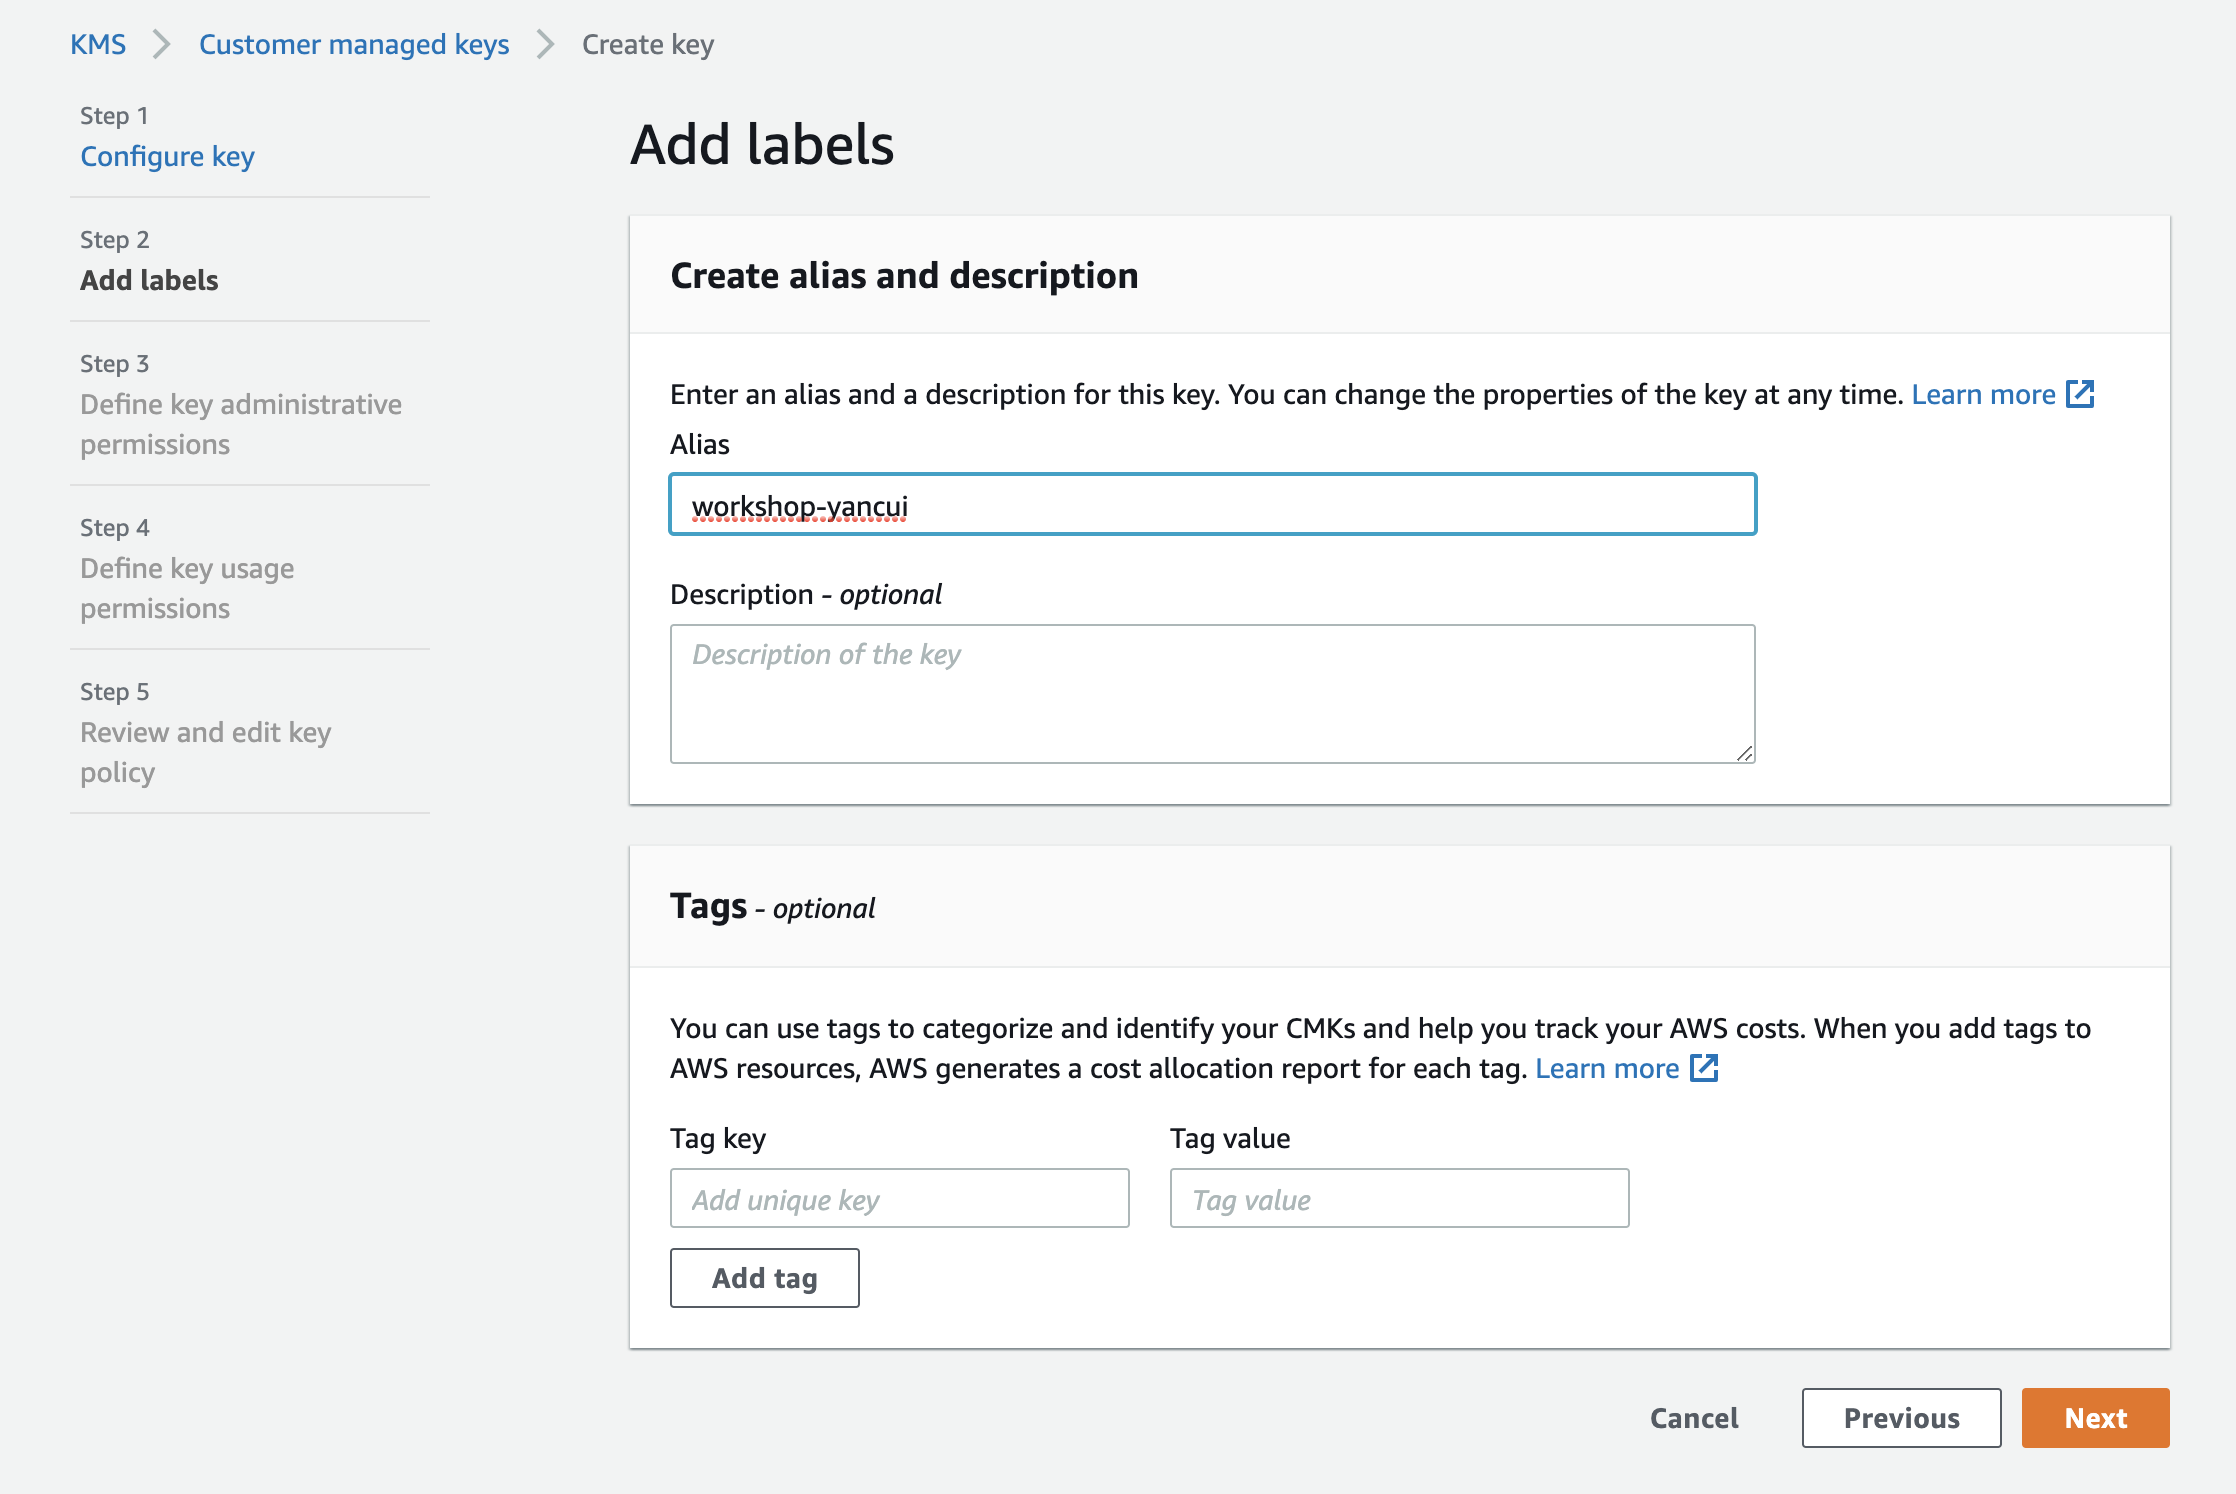 KMS
Customer managed keys
Create key
Step 1
Configure key
Step 2
Add labels
Step 3
Define key administrative
permissions
Step 4
Define key usage
permissions
Step 5
Review and edit key
policy
Add labels
Create alias and description
Enter an alias and a description for this key. You can change the properties of the key at any time. Learn more
Alias
workshop-yancui
Description - optional
Description of the key
Tags - optional
You can use tags to categorize and identify your CMKs and help you track your AWS costs. When you add tags to
AWS resources, AWS generates a cost allocation report for each tag. Learn more
Tag key
Tag value
Add unique key
Tag value
Add tag
Cancel
Previous
Next